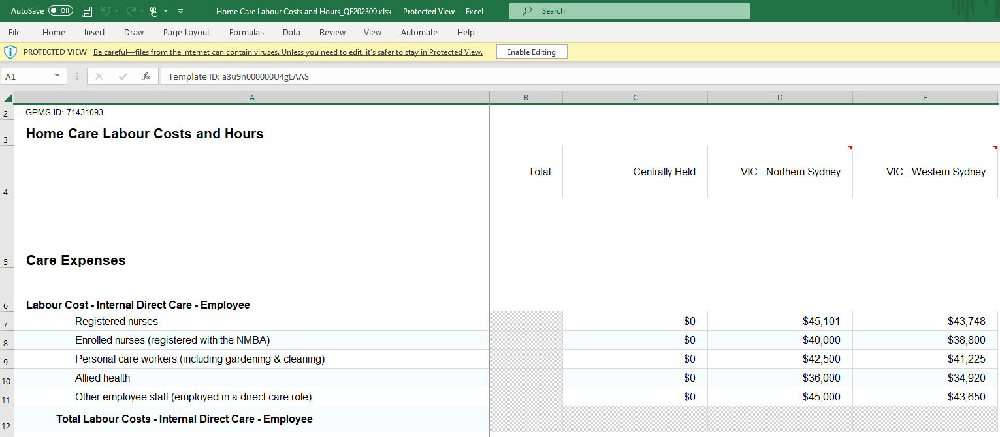 AutoSave Off Home Care Labour Costs and Hours_QE202309.xlsx - Protected View - Excel Search
File Home Insert Draw Page Layout Formulas Data Review View Automate Help
PROTECTED VIEW Be careful—files from the Internet can contain viruses. Unless you need to edit, it's safer to stay in Protected View. Enable Editing
A1 fx Template ID: a3u9n000000U4gLAAS
A B C D E
2 GPMS ID: 71431093
3 Home Care Labour Costs and Hours
4 Total Centrally Held VIC - Northern Sydney VIC - Western Sydney
5 Care Expenses
6 Labour Cost - Internal Direct Care - Employee
7 Registered nurses $0 $45,101 $43,748
8 Enrolled nurses (registered with the NMBA) $0 $40,000 $38,800
9 Personal care workers (including gardening & cleaning) $0 $42,500 $41,225
10 Allied health $0 $36,000 $34,920
11 Other employee staff (employed in a direct care role) $0 $45,000 $43,650
12 Total Labour Costs - Internal Direct Care - Employee